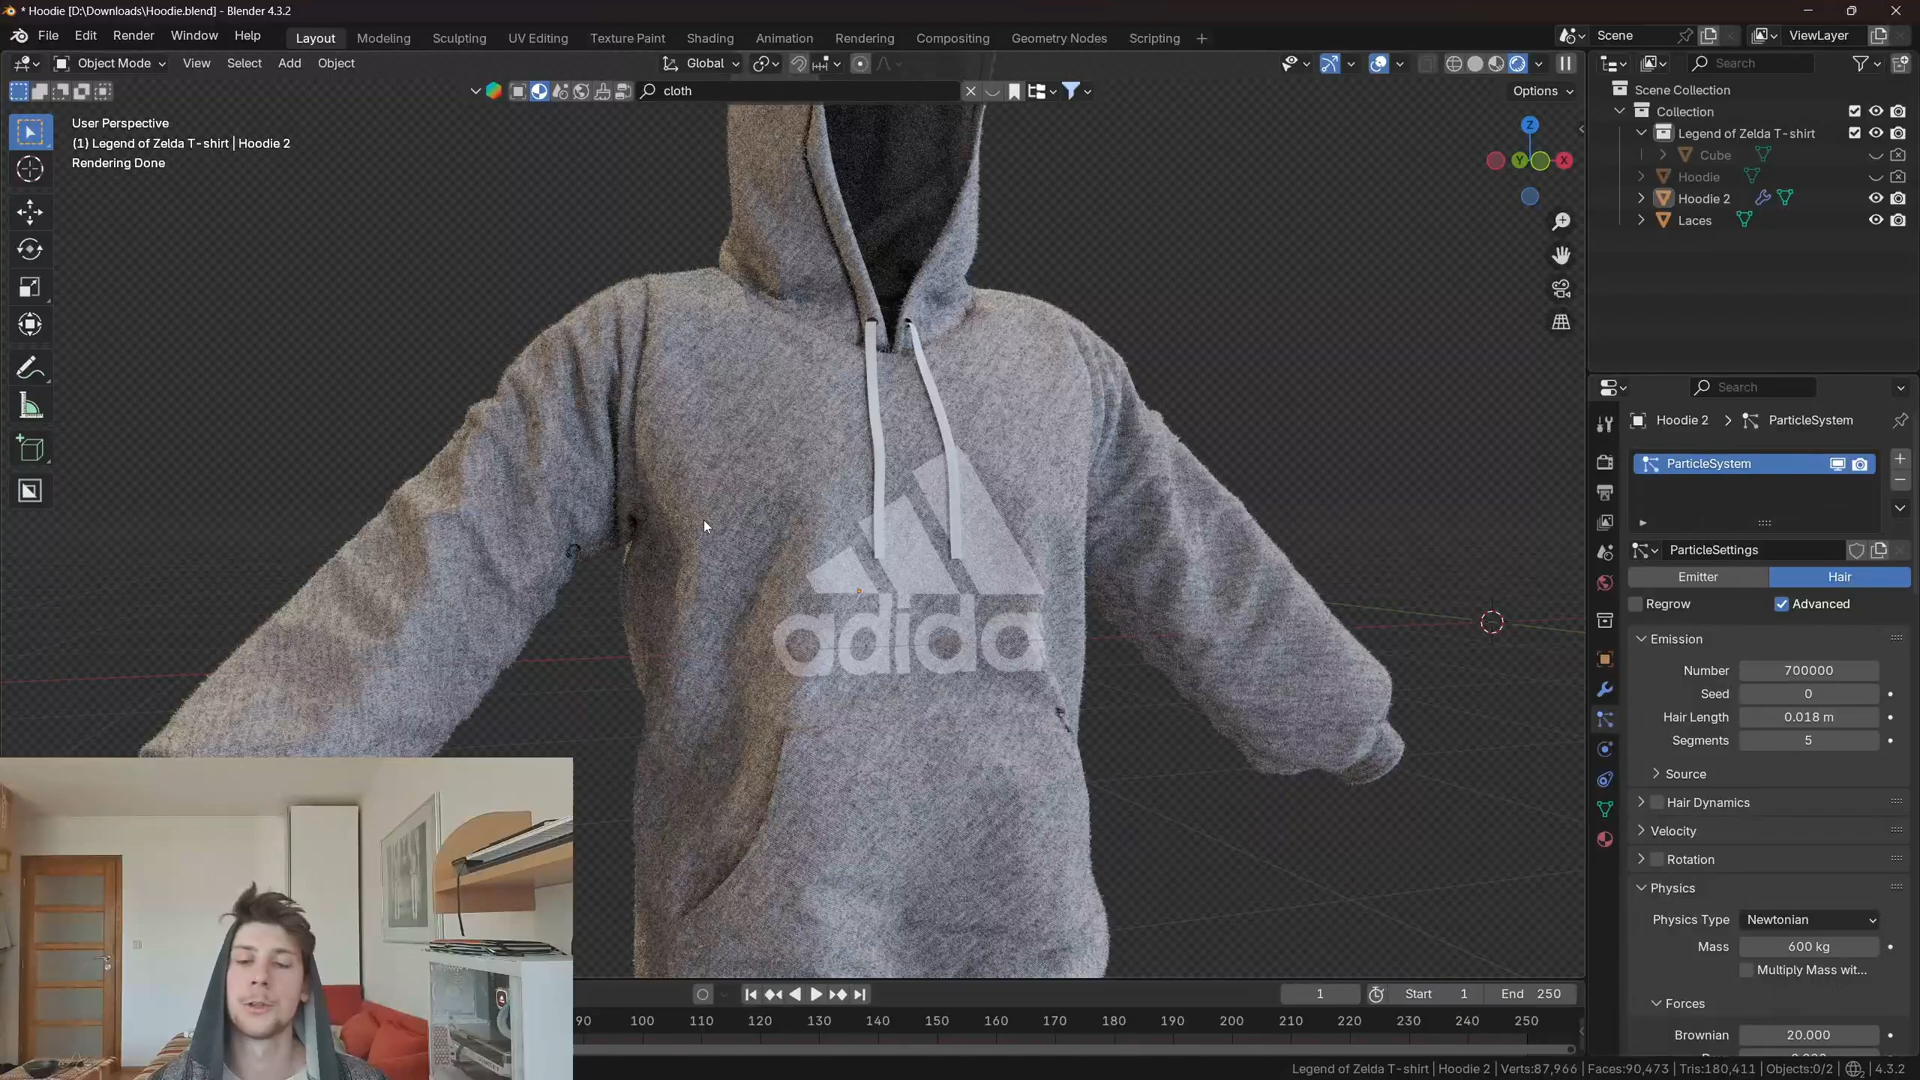 * Hoodie [D:\Downloads\Hoodie.blend] - Blender 4.3.2
File Edit Render Window Help
Layout Modeling Sculpting UV Editing Texture Paint Shading Animation Rendering Compositing Geometry Nodes Scripting +
Scene
ViewLayer
Object Mode View Select Add Object
Global
Search
cloth
Options
User Perspective
(1) Legend of Zelda T-shirt | Hoodie 2
Rendering Done
Z
Y
X
adida
Scene Collection
Collection
Legend of Zelda T-shirt
Cube
Hoodie
Hoodie 2
Laces
Search
Hoodie 2 > ParticleSystem
ParticleSystem
ParticleSettings
Emitter Hair
Regrow Advanced
Emission
Number 700000
Seed 0
Hair Length 0.018 m
Segments 5
Source
Hair Dynamics
Velocity
Rotation
Physics
Physics Type Newtonian
Mass 600 kg
Multiply Mass wit...
Forces
Brownian 20.000
1 Start 1 End 250
90 100 110 120 130 140 150 160 170 180 190 200 210 220 230 240 250
Legend of Zelda T-shirt | Hoodie 2 | Verts:87,966 | Faces:90,473 | Tris:180,411 | Objects:0/2 | 4.3.2